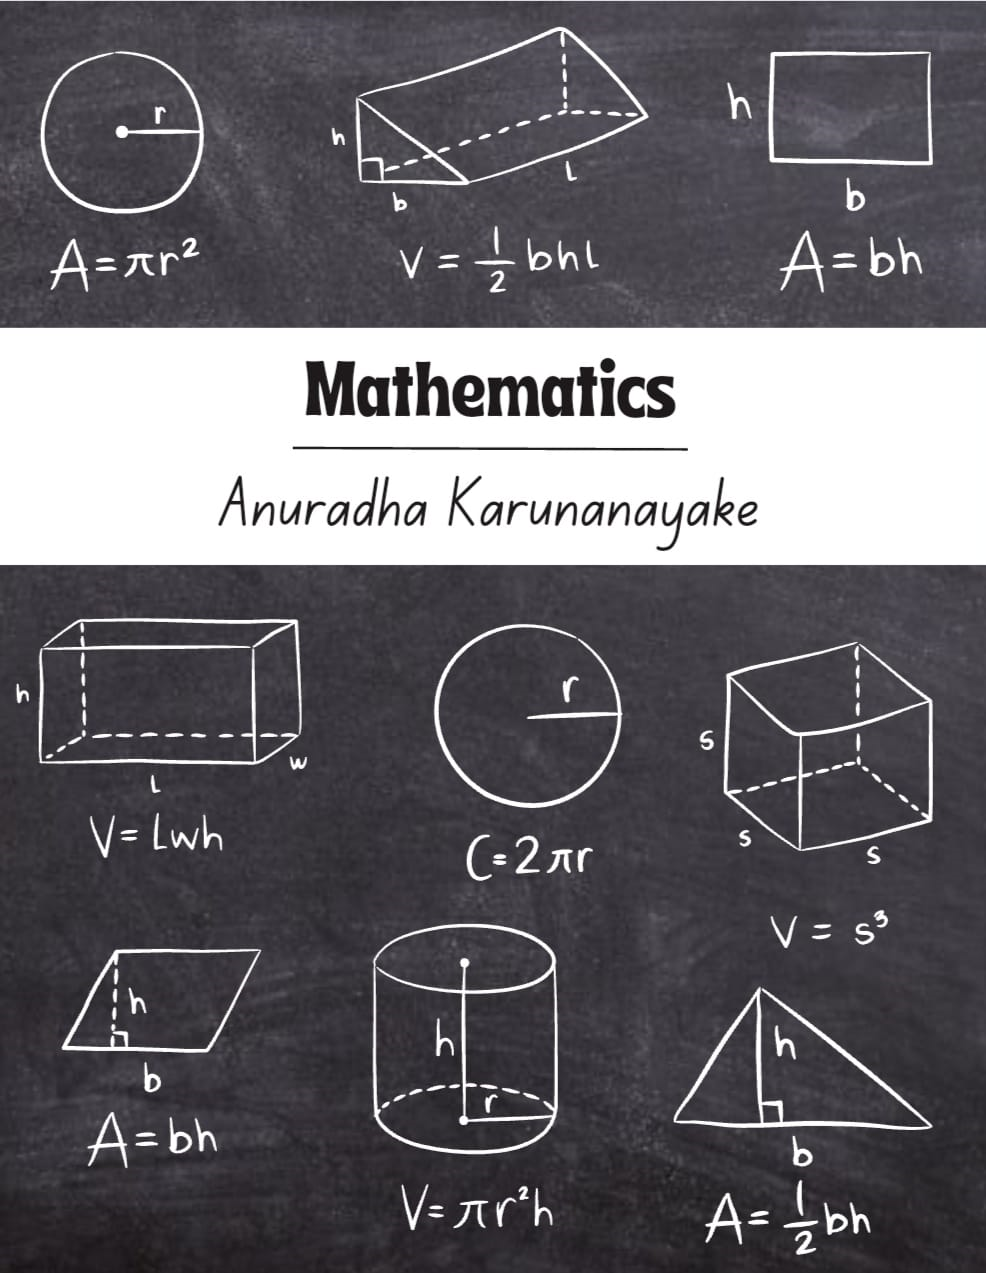 r
A=πr²
h
b
L
V = 1/2 bhL
h
b
A=bh
Mathematics
Anuradha Karunanayake
h
L
w
V= Lwh
r
C=2πr
s
s
s
V = s³
h
b
A=bh
h
r
V=πr²h
h
b
A= 1/2 bh